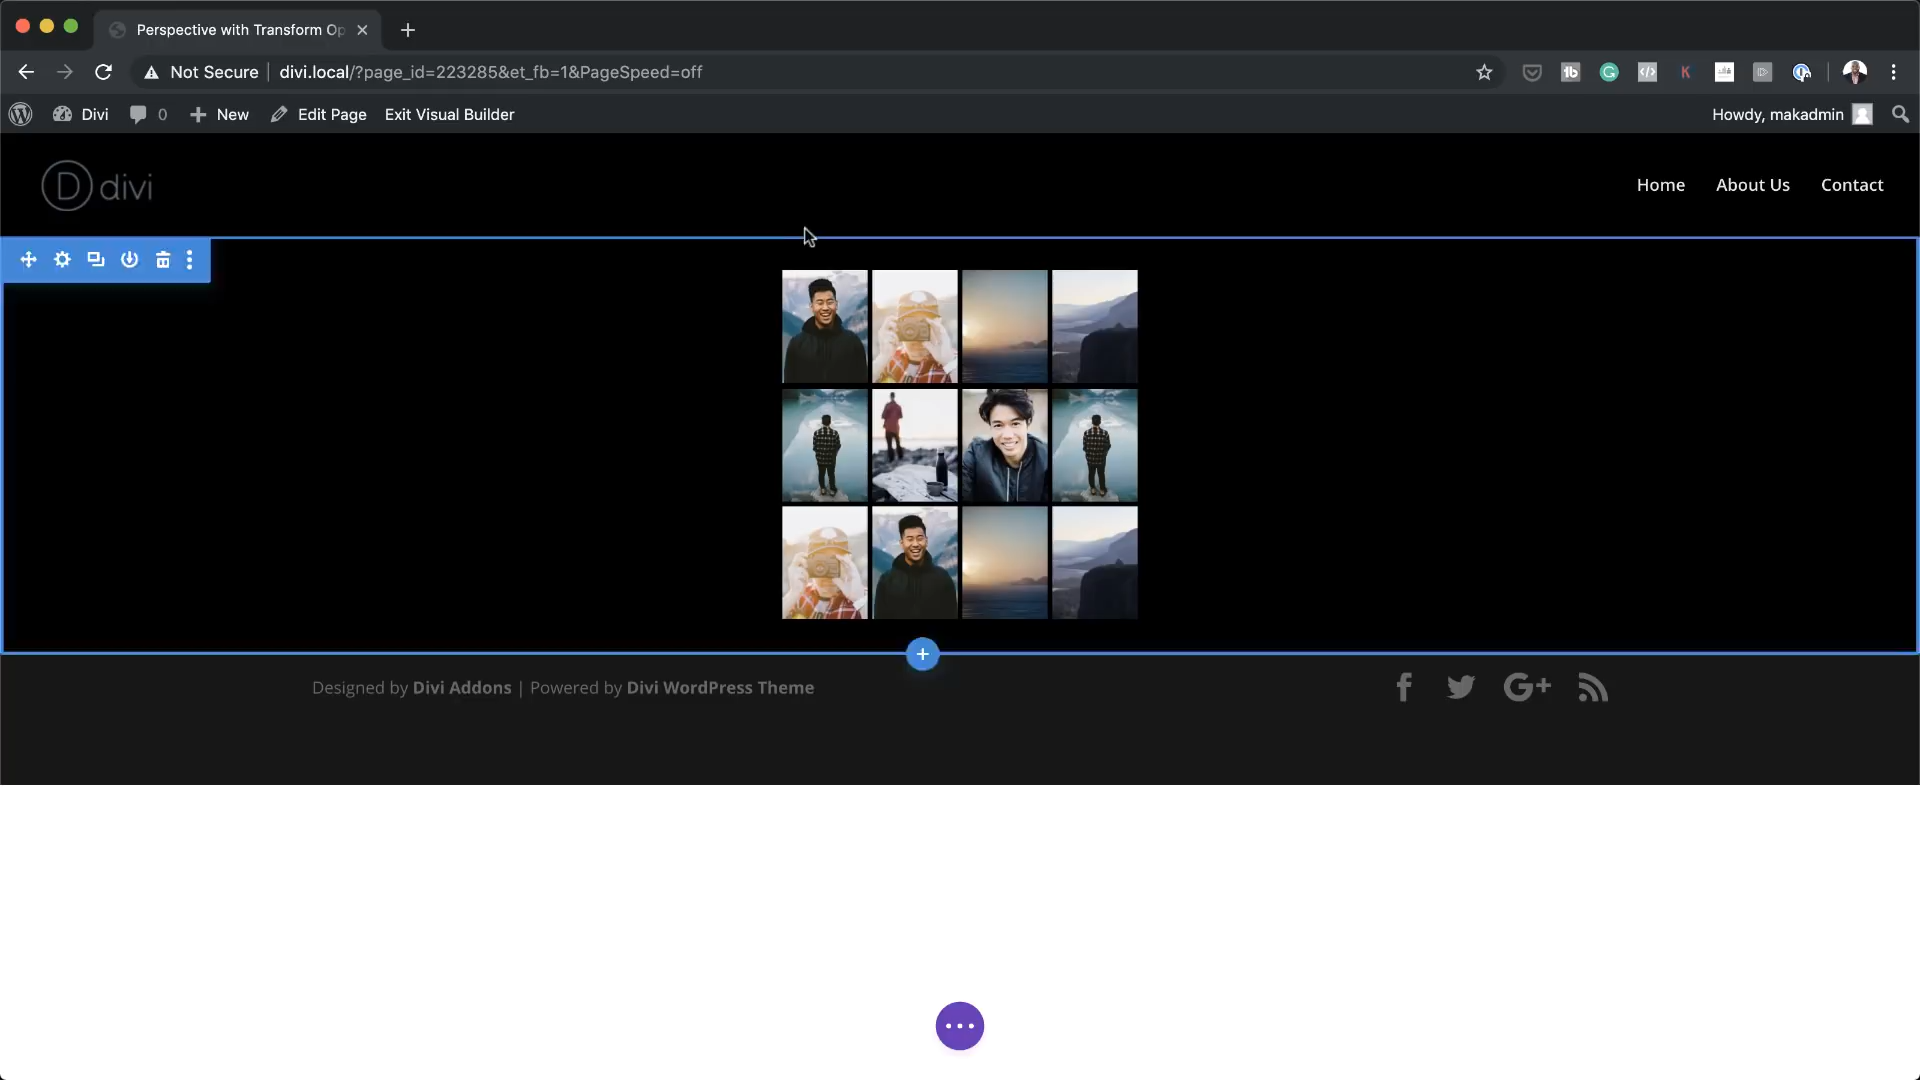 Perspective with Transform Op
Not Secure | divi.local/?page_id=223285&et_fb=1&PageSpeed=off
Divi 0 New Edit Page Exit Visual Builder Howdy, makadmin
D divi Home About Us Contact
Designed by Divi Addons | Powered by Divi WordPress Theme